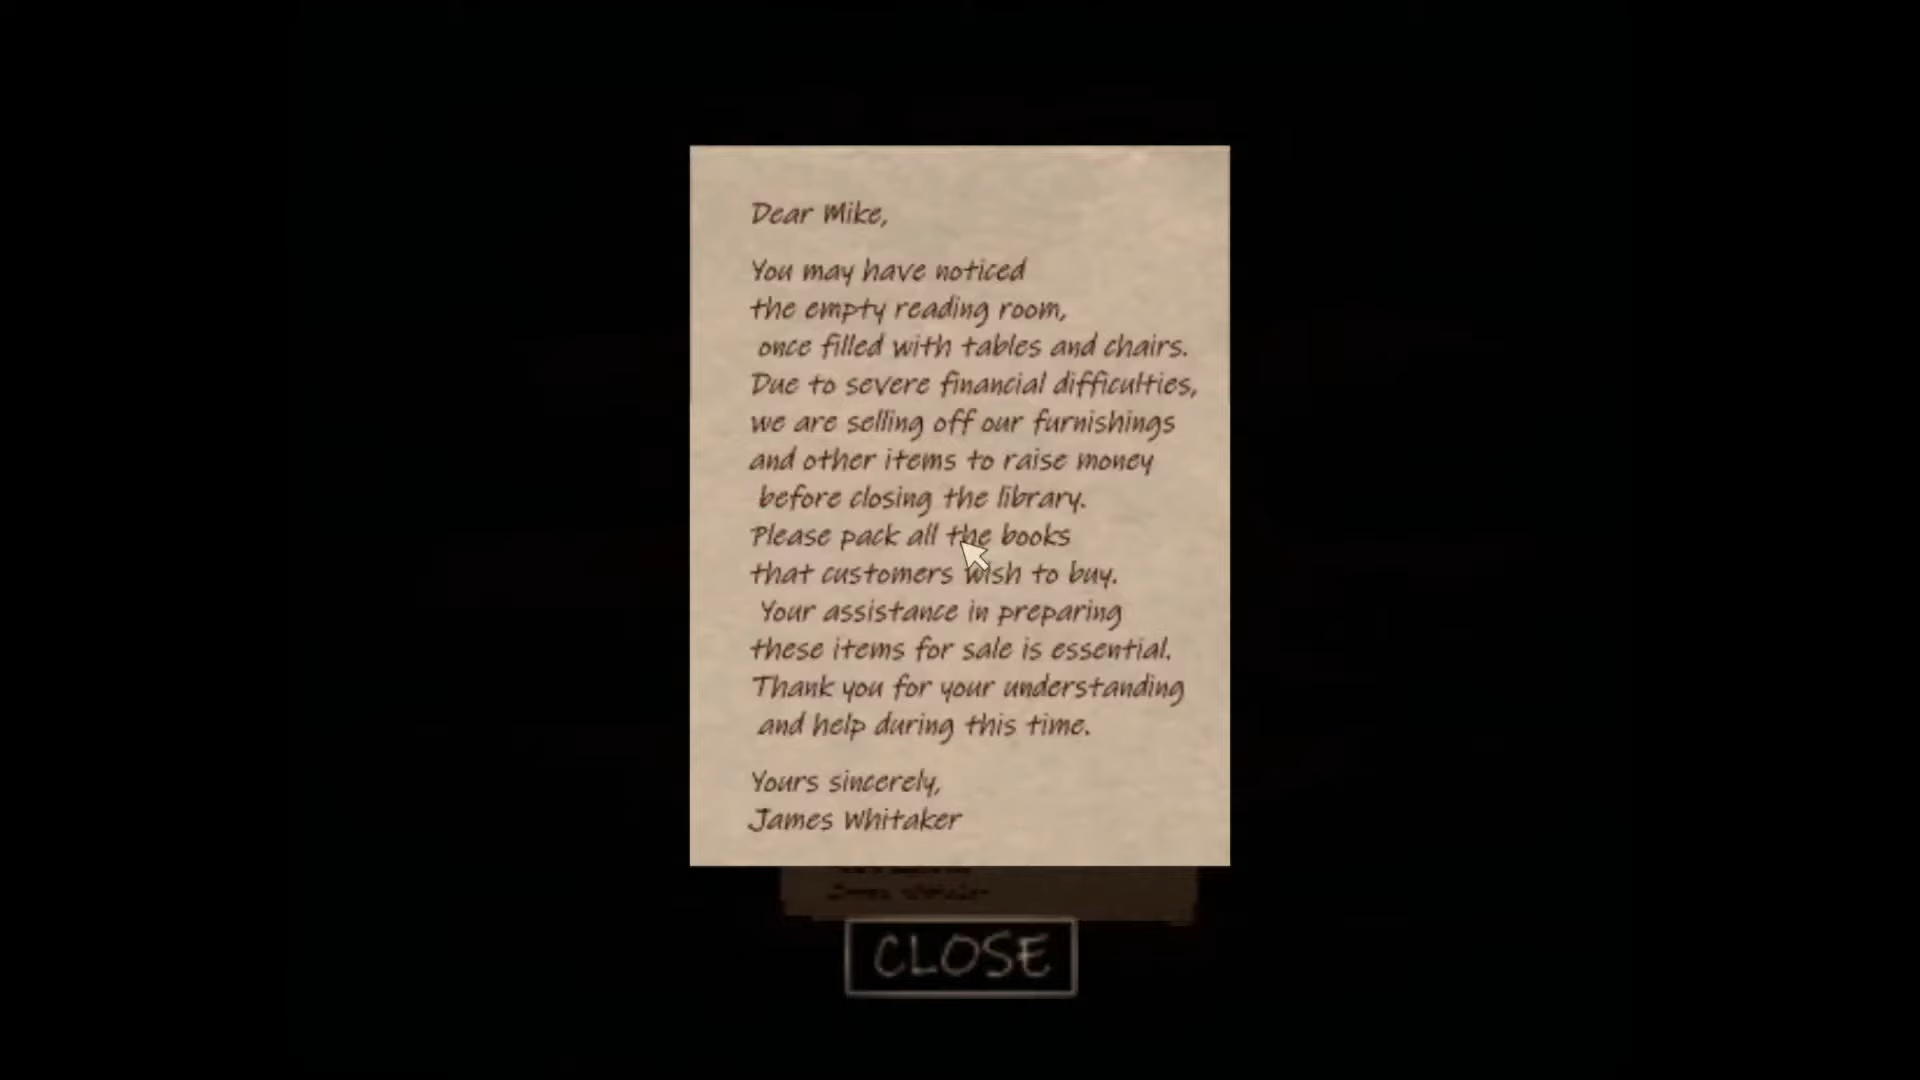 Dear Mike,
You may have noticed
the empty reading room,
once filled with tables and chairs.
Due to severe financial difficulties,
we are selling off our furnishings
and other items to raise money
before closing the library.
Please pack all the books
that customers wish to buy.
Your assistance in preparing
these items for sale is essential.
Thank you for your understanding
and help during this time.
Yours sincerely,
James Whitaker
CLOSE